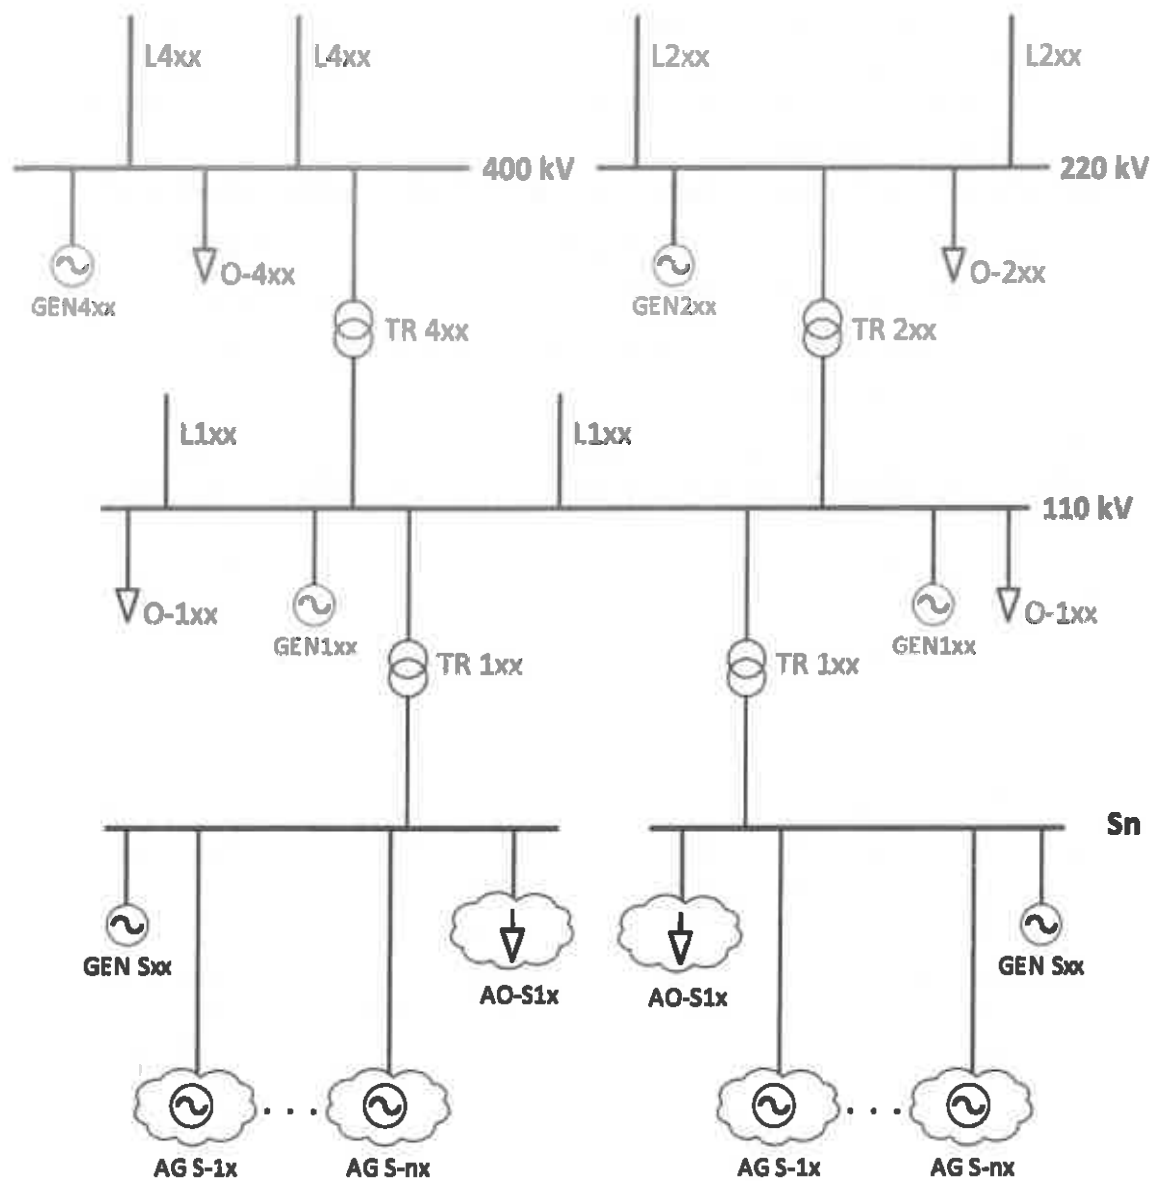 L4xx L4xx L2xx L2xx
400 kV 220 kV
O-4xx O-2xx
GEN4xx GEN2xx
TR 4xx TR 2xx
L1xx L1xx
110 kV
O-1xx O-1xx
GEN1xx GEN1xx
TR 1xx TR 1xx
Sn
GEN Sxx GEN Sxx
AO-S1x AO-S1x
. . . . . .
AG S-1x AG S-nx AG S-1x AG S-nx